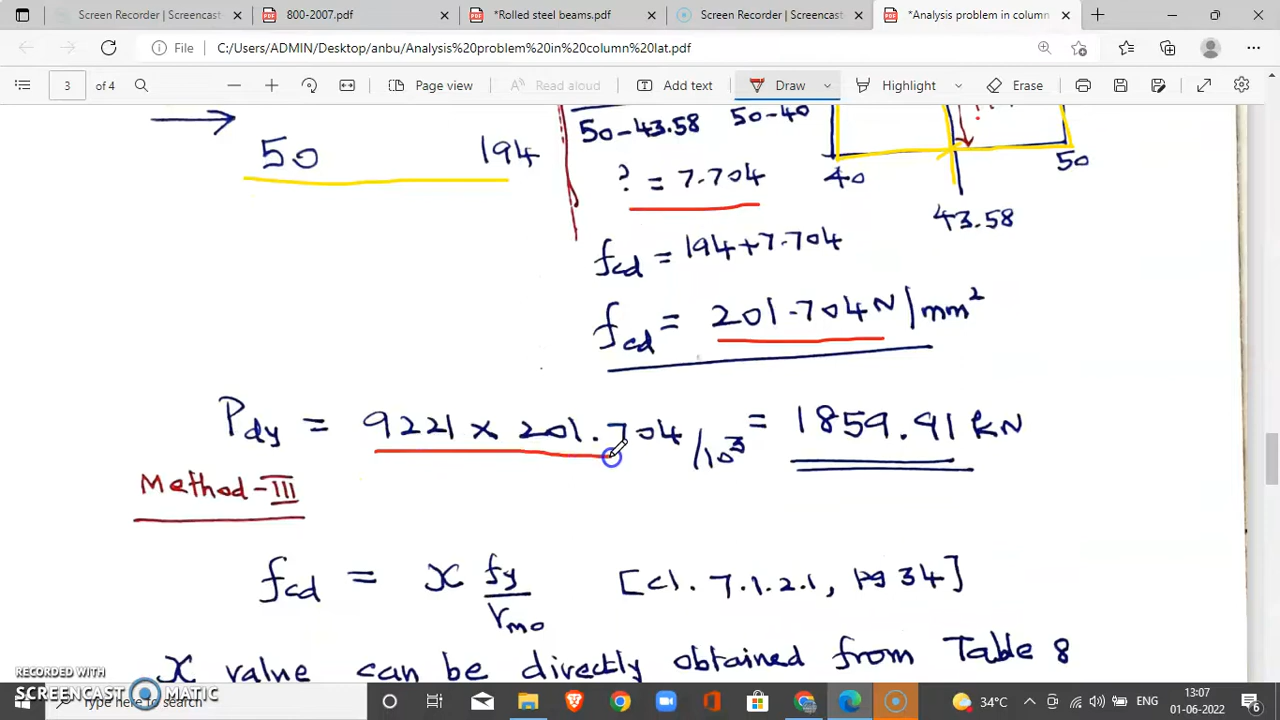 Screen Recorder | Screencast-
800-2007.pdf
*Rolled steel beams.pdf
Screen Recorder | Screencast-
*Analysis problem in column
File
C:/Users/ADMIN/Desktop/anbu/Analysis%20problem%20in%20column%20lat.pdf
3 of 4
Page view
Read aloud
Add text
Draw
Highlight
Erase
50-43.58 50-40
50 194
? = 7.704
40
50
43.58
fcd = 194+7.704
fcd = 201.704 N/mm²
Pdy = 9221 × 201.704/10³ = 1859.91 kN
Method-III
fcd = x fy/γm0 [cl. 7.1.2.1, Pg 34]
x value can be directly obtained from Table 8
RECORDED WITH
SCREENCAST MATIC
Type here to search
34°C
ENG
13:07
01-06-2022
6